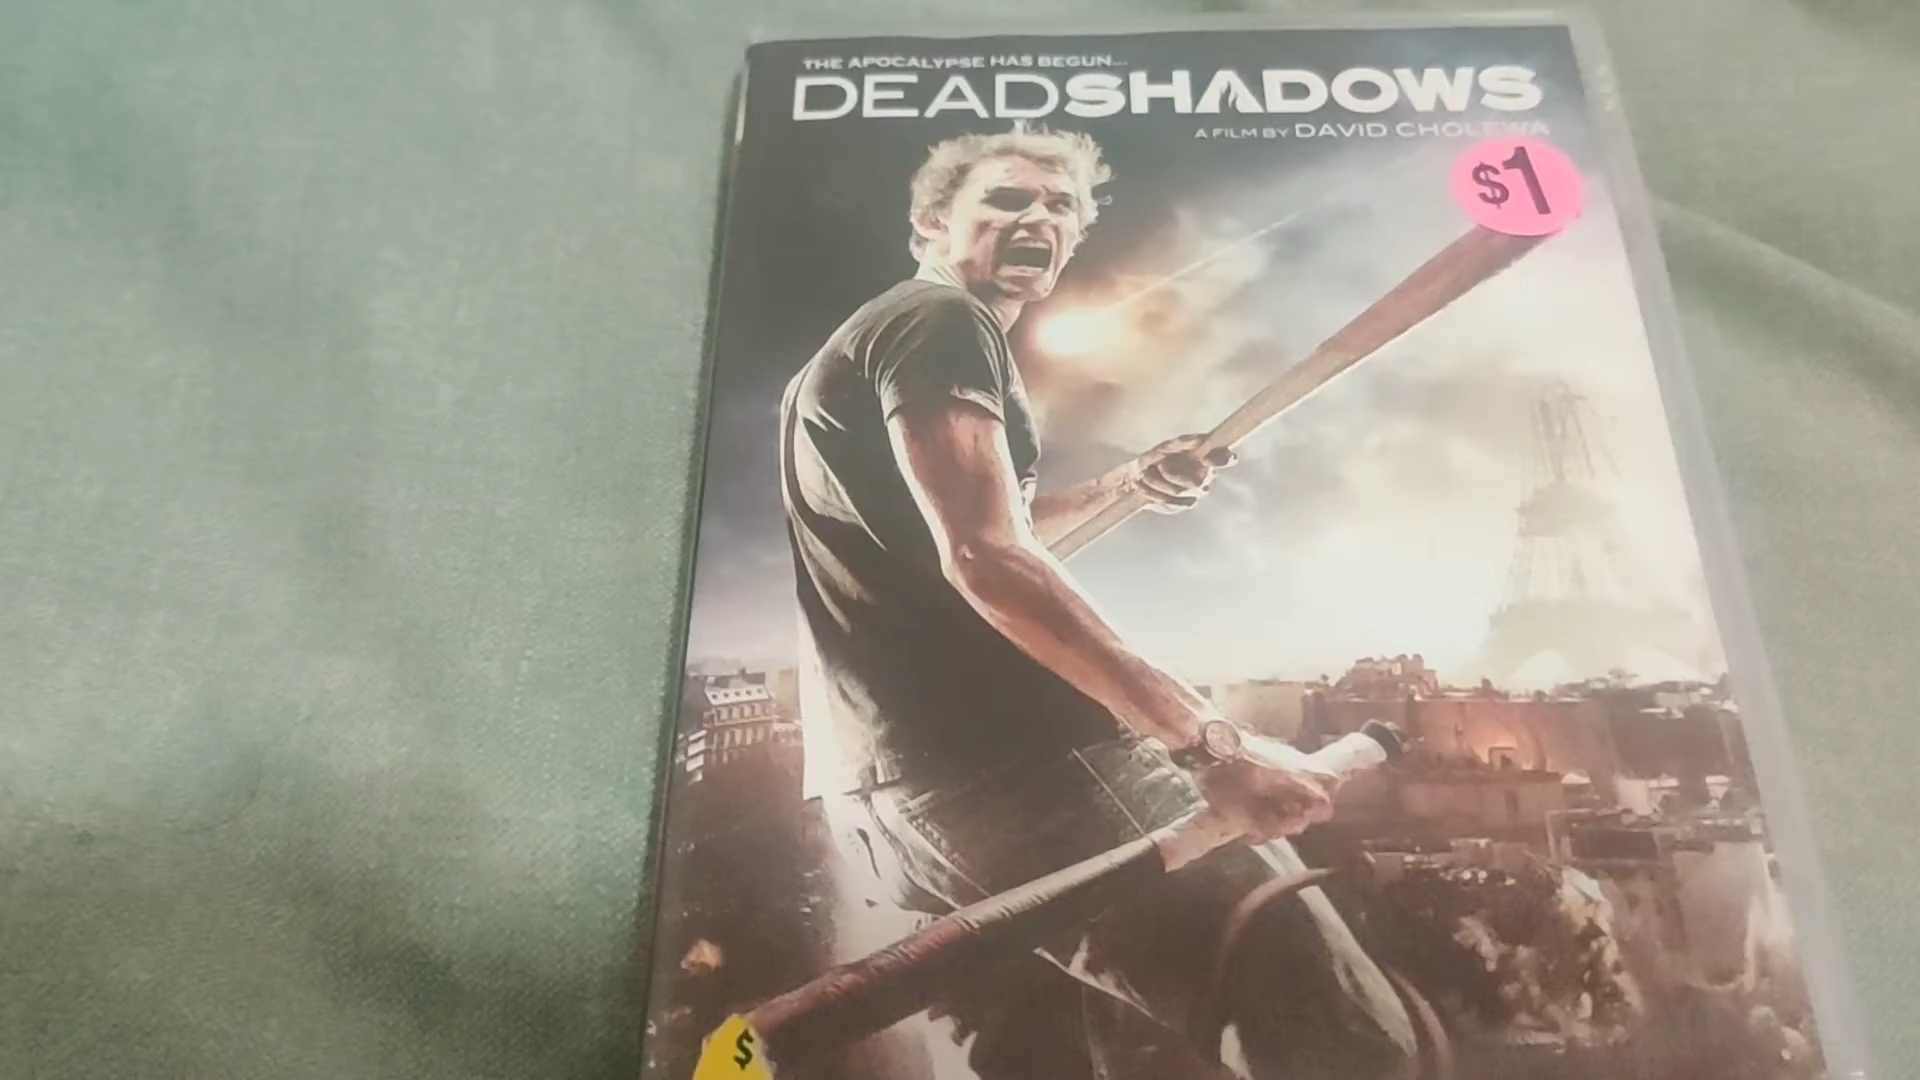 THE APOCALYPSE HAS BEGUN...
DEADSHADOWS
A FILM BY DAVID CHOLEWA
$1
$